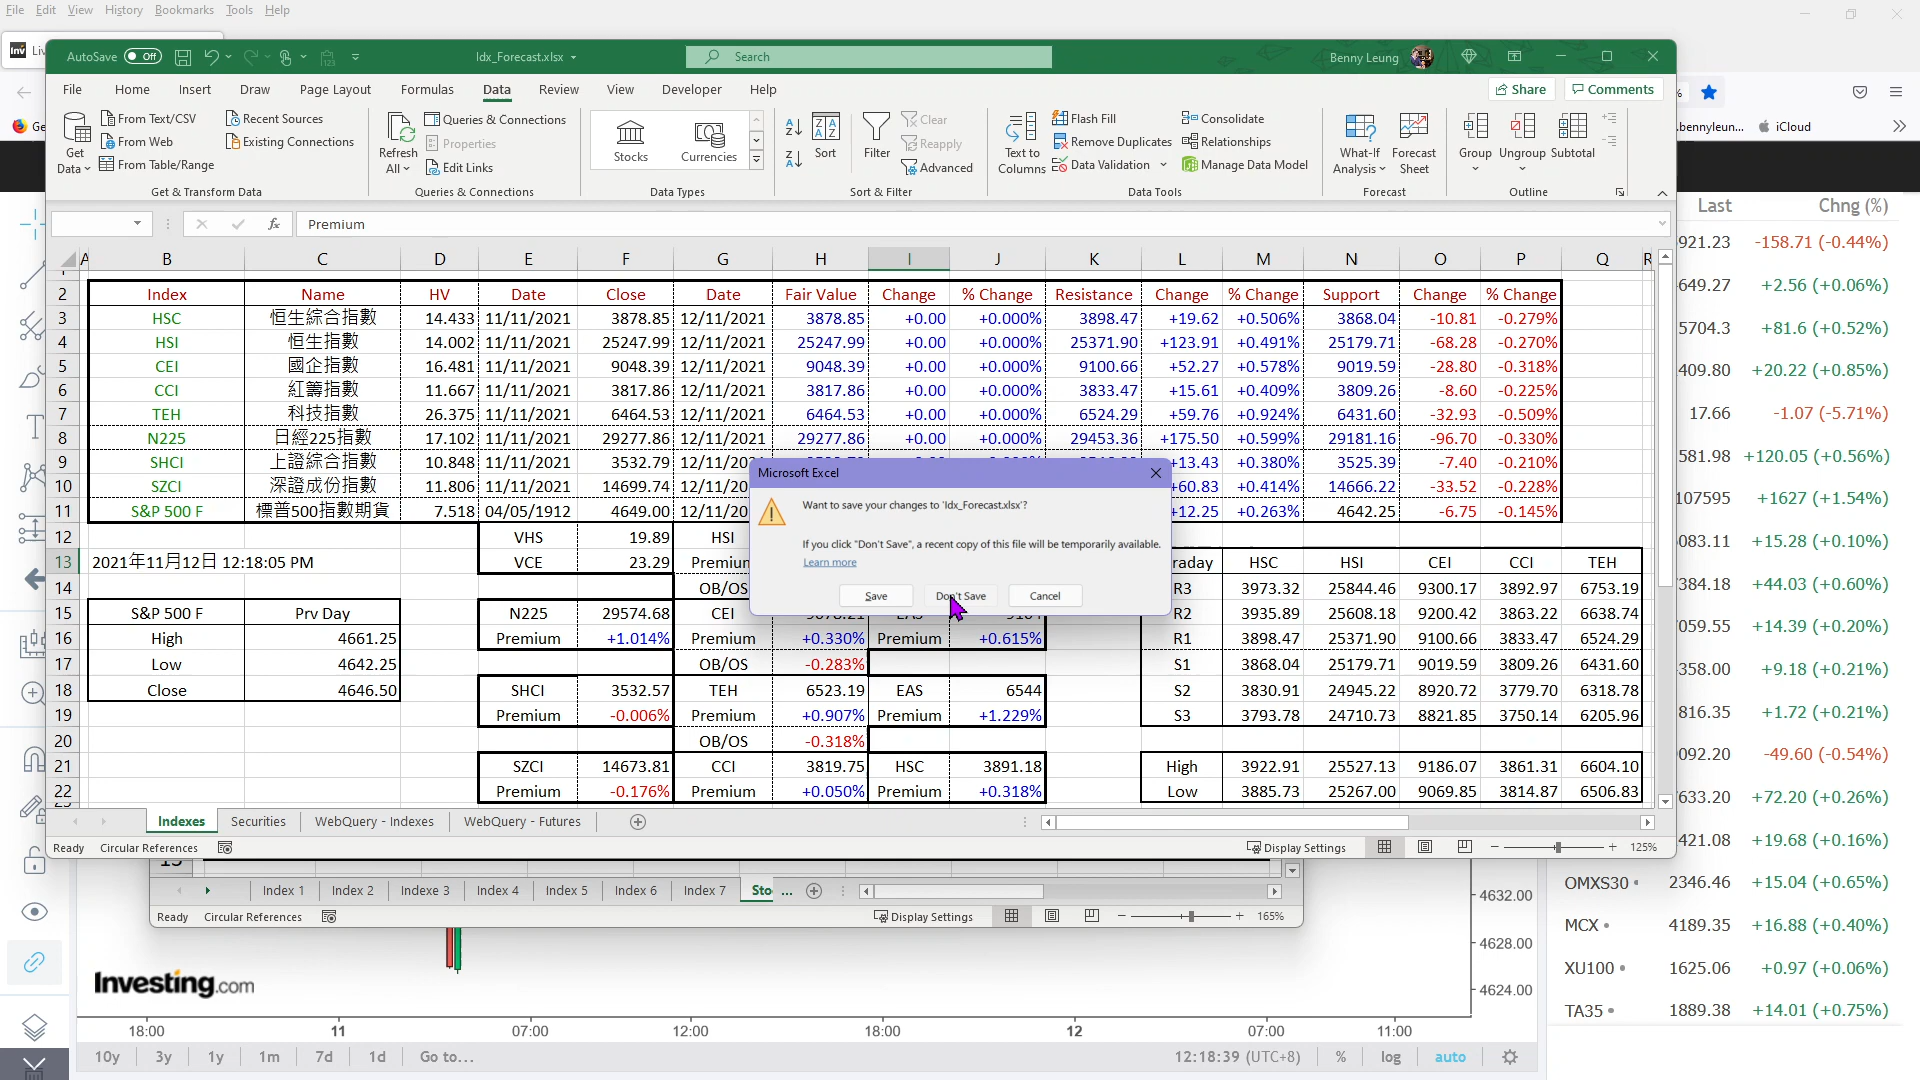 File Edit View History Bookmarks Tools Help
AutoSave Off Idx_Forecast.xlsx Search Benny Leung
File Home Insert Draw Page Layout Formulas Data Review View Developer Help Share Comments
Get Data From Text/CSV From Web From Table/Range Recent Sources Existing Connections
Refresh All Queries & Connections Properties Edit Links
Stocks Currencies
Sort Filter Clear Reapply Advanced
Text to Columns Flash Fill Remove Duplicates Data Validation Consolidate Relationships Manage Data Model
What-If Analysis Forecast Sheet Group Ungroup Subtotal
Get & Transform Data Queries & Connections Data Types Sort & Filter Data Tools Forecast Outline
.bennyleun... iCloud
fx Premium
A B C D E F G H I J K L M N O P Q R
2 Index Name HV Date Close Date Fair Value Change % Change Resistance Change % Change Support Change % Change
3 HSC 恒生綜合指數 14.433 11/11/2021 3878.85 12/11/2021 3878.85 +0.00 +0.000% 3898.47 +19.62 +0.506% 3868.04 -10.81 -0.279%
4 HSI 恒生指數 14.002 11/11/2021 25247.99 12/11/2021 25247.99 +0.00 +0.000% 25371.90 +123.91 +0.491% 25179.71 -68.28 -0.270%
5 CEI 國企指數 16.481 11/11/2021 9048.39 12/11/2021 9048.39 +0.00 +0.000% 9100.66 +52.27 +0.578% 9019.59 -28.80 -0.318%
6 CCI 紅籌指數 11.667 11/11/2021 3817.86 12/11/2021 3817.86 +0.00 +0.000% 3833.47 +15.61 +0.409% 3809.26 -8.60 -0.225%
7 TEH 科技指數 26.375 11/11/2021 6464.53 12/11/2021 6464.53 +0.00 +0.000% 6524.29 +59.76 +0.924% 6431.60 -32.93 -0.509%
8 N225 日經225指數 17.102 11/11/2021 29277.86 12/11/2021 29277.86 +0.00 +0.000% 29453.36 +175.50 +0.599% 29181.16 -96.70 -0.330%
9 SHCI 上證綜合指數 10.848 11/11/2021 3532.79 12/11/202 +13.43 +0.380% 3525.39 -7.40 -0.210%
10 SZCI 深證成份指數 11.806 11/11/2021 14699.74 12/11/20 +60.83 +0.414% 14666.22 -33.52 -0.228%
11 S&P 500 F 標普500指數期貨 7.518 04/05/1912 4649.00 12/11/20 +12.25 +0.263% 4642.25 -6.75 -0.145%
12 VHS 19.89 HSI
13 2021年11月12日 12:18:05 PM VCE 23.29 Premium raday HSC HSI CEI CCI TEH
14 OB/OS R3 3973.32 25844.46 9300.17 3892.97 6753.19
15 S&P 500 F Prv Day N225 29574.68 CEI R2 3935.89 25608.18 9200.42 3863.22 6638.74
16 High 4661.25 Premium +1.014% Premium +0.330% Premium +0.615% R1 3898.47 25371.90 9100.66 3833.47 6524.29
17 Low 4642.25 OB/OS -0.283% S1 3868.04 25179.71 9019.59 3809.26 6431.60
18 Close 4646.50 SHCI 3532.57 TEH 6523.19 EAS 6544 S2 3830.91 24945.22 8920.72 3779.70 6318.78
19 Premium -0.006% Premium +0.907% Premium +1.229% S3 3793.78 24710.73 8821.85 3750.14 6205.96
20 OB/OS -0.318%
21 SZCI 14673.81 CCI 3819.75 HSC 3891.18 High 3922.91 25527.13 9186.07 3861.31 6604.10
22 Premium -0.176% Premium +0.050% Premium +0.318% Low 3885.73 25267.00 9069.85 3814.87 6506.83
Microsoft Excel
Want to save your changes to 'Idx_Forecast.xlsx'?
If you click "Don't Save", a recent copy of this file will be temporarily available.
Learn more
Save Don't Save Cancel
Indexes Securities WebQuery - Indexes WebQuery - Futures
Ready Circular References Display Settings 125%
Index 1 Index 2 Indexe 3 Index 4 Index 5 Index 6 Index 7 Sto ...
Ready Circular References Display Settings 165%
Last Chng (%)
921.23 -158.71 (-0.44%)
649.27 +2.56 (+0.06%)
5704.3 +81.6 (+0.52%)
409.80 +20.22 (+0.85%)
17.66 -1.07 (-5.71%)
581.98 +120.05 (+0.56%)
107595 +1627 (+1.54%)
083.11 +15.28 (+0.10%)
384.18 +44.03 (+0.60%)
059.55 +14.39 (+0.20%)
358.00 +9.18 (+0.21%)
816.35 +1.72 (+0.21%)
092.20 -49.60 (-0.54%)
633.20 +72.20 (+0.26%)
421.08 +19.68 (+0.16%)
OMXS30 2346.46 +15.04 (+0.65%)
MCX 4189.35 +16.88 (+0.40%)
XU100 1625.06 +0.97 (+0.06%)
TA35 1889.38 +14.01 (+0.75%)
4632.00
4628.00
4624.00
Investing.com
18:00 11 07:00 12:00 18:00 12 07:00 11:00
10y 3y 1y 1m 7d 1d Go to... 12:18:39 (UTC+8) % log auto